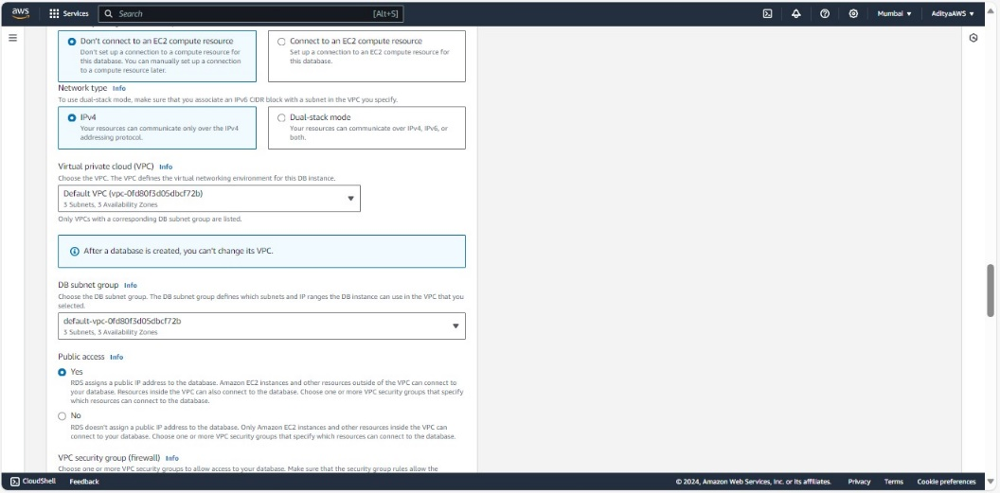 aws Services Search [Alt+S] Mumbai AdityaAWS
Don't connect to an EC2 compute resource
Don't set up a connection to a compute resource for
this database. You can manually set up a connection
to a compute resource later.
Connect to an EC2 compute resource
Set up a connection to an EC2 compute resource for
this database.
Network type Info
To use dual-stack mode, make sure that you associate an IPv6 CIDR block with a subnet in the VPC you specify.
IPv4
Your resources can communicate only over the IPv4
addressing protocol.
Dual-stack mode
Your resources can communicate over IPv4, IPv6, or
both.
Virtual private cloud (VPC) Info
Choose the VPC. The VPC defines the virtual networking environment for this DB instance.
Default VPC (vpc-0fd80f3d05dbcf72b)
3 Subnets, 3 Availability Zones
Only VPCs with a corresponding DB subnet group are listed.
After a database is created, you can't change its VPC.
DB subnet group Info
Choose the DB subnet group. The DB subnet group defines which subnets and IP ranges the DB instance can use in the VPC that you
selected.
default-vpc-0fd80f3d05dbcf72b
3 Subnets, 3 Availability Zones
Public access Info
Yes
RDS assigns a public IP address to the database. Amazon EC2 instances and other resources outside of the VPC can connect to
your database. Resources inside the VPC can also connect to the database. Choose one or more VPC security groups that specify
which resources can connect to the database.
No
RDS doesn't assign a public IP address to the database. Only Amazon EC2 instances and other resources inside the VPC can
connect to your database. Choose one or more VPC security groups that specify which resources can connect to the database.
VPC security group (firewall) Info
Choose one or more VPC security groups to allow access to your database. Make sure that the security group rules allow the
CloudShell Feedback © 2024, Amazon Web Services, Inc. or its affiliates. Privacy Terms Cookie preferences